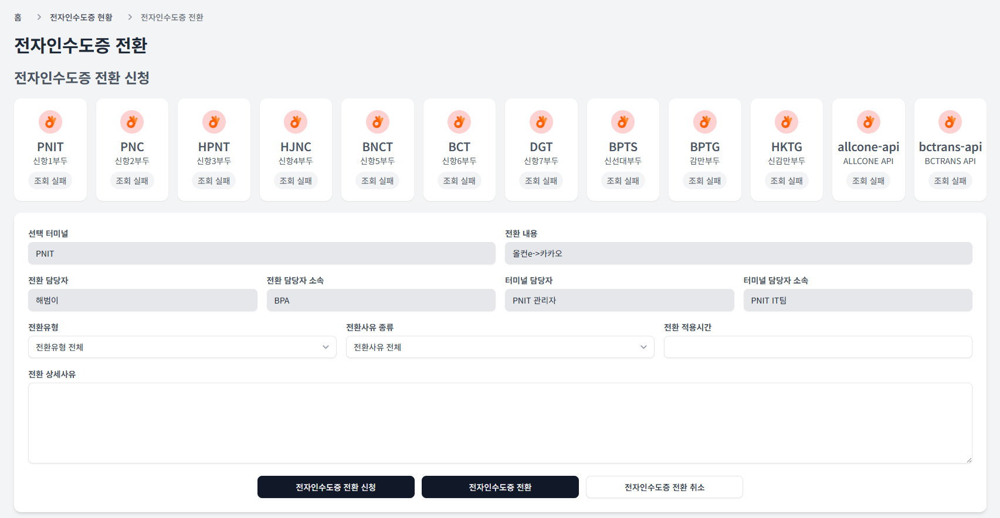 홈 > 전자인수도증 현황 > 전자인수도증 전환
전자인수도증 전환
전자인수도증 전환 신청
PNIT
신항1부두
조회 실패
PNC
신항2부두
조회 실패
HPNT
신항3부두
조회 실패
HJNC
신항4부두
조회 실패
BNCT
신항5부두
조회 실패
BCT
신항6부두
조회 실패
DGT
신항7부두
조회 실패
BPTS
신선대부두
조회 실패
BPTG
감만부두
조회 실패
HKTG
신감만부두
조회 실패
allcone-api
ALLCONE API
조회 실패
bctrans-api
BCTRANS API
조회 실패
선택 터미널
PNIT
전환 내용
올컨e->카카오
전환 담당자
해범이
전환 담당자 소속
BPA
터미널 담당자
PNIT 관리자
터미널 담당자 소속
PNIT IT팀
전환유형
전환유형 전체
전환사유 종류
전환사유 전체
전환 적용시간
전환 상세사유
전자인수도증 전환 신청
전자인수도증 전환
전자인수도증 전환 취소